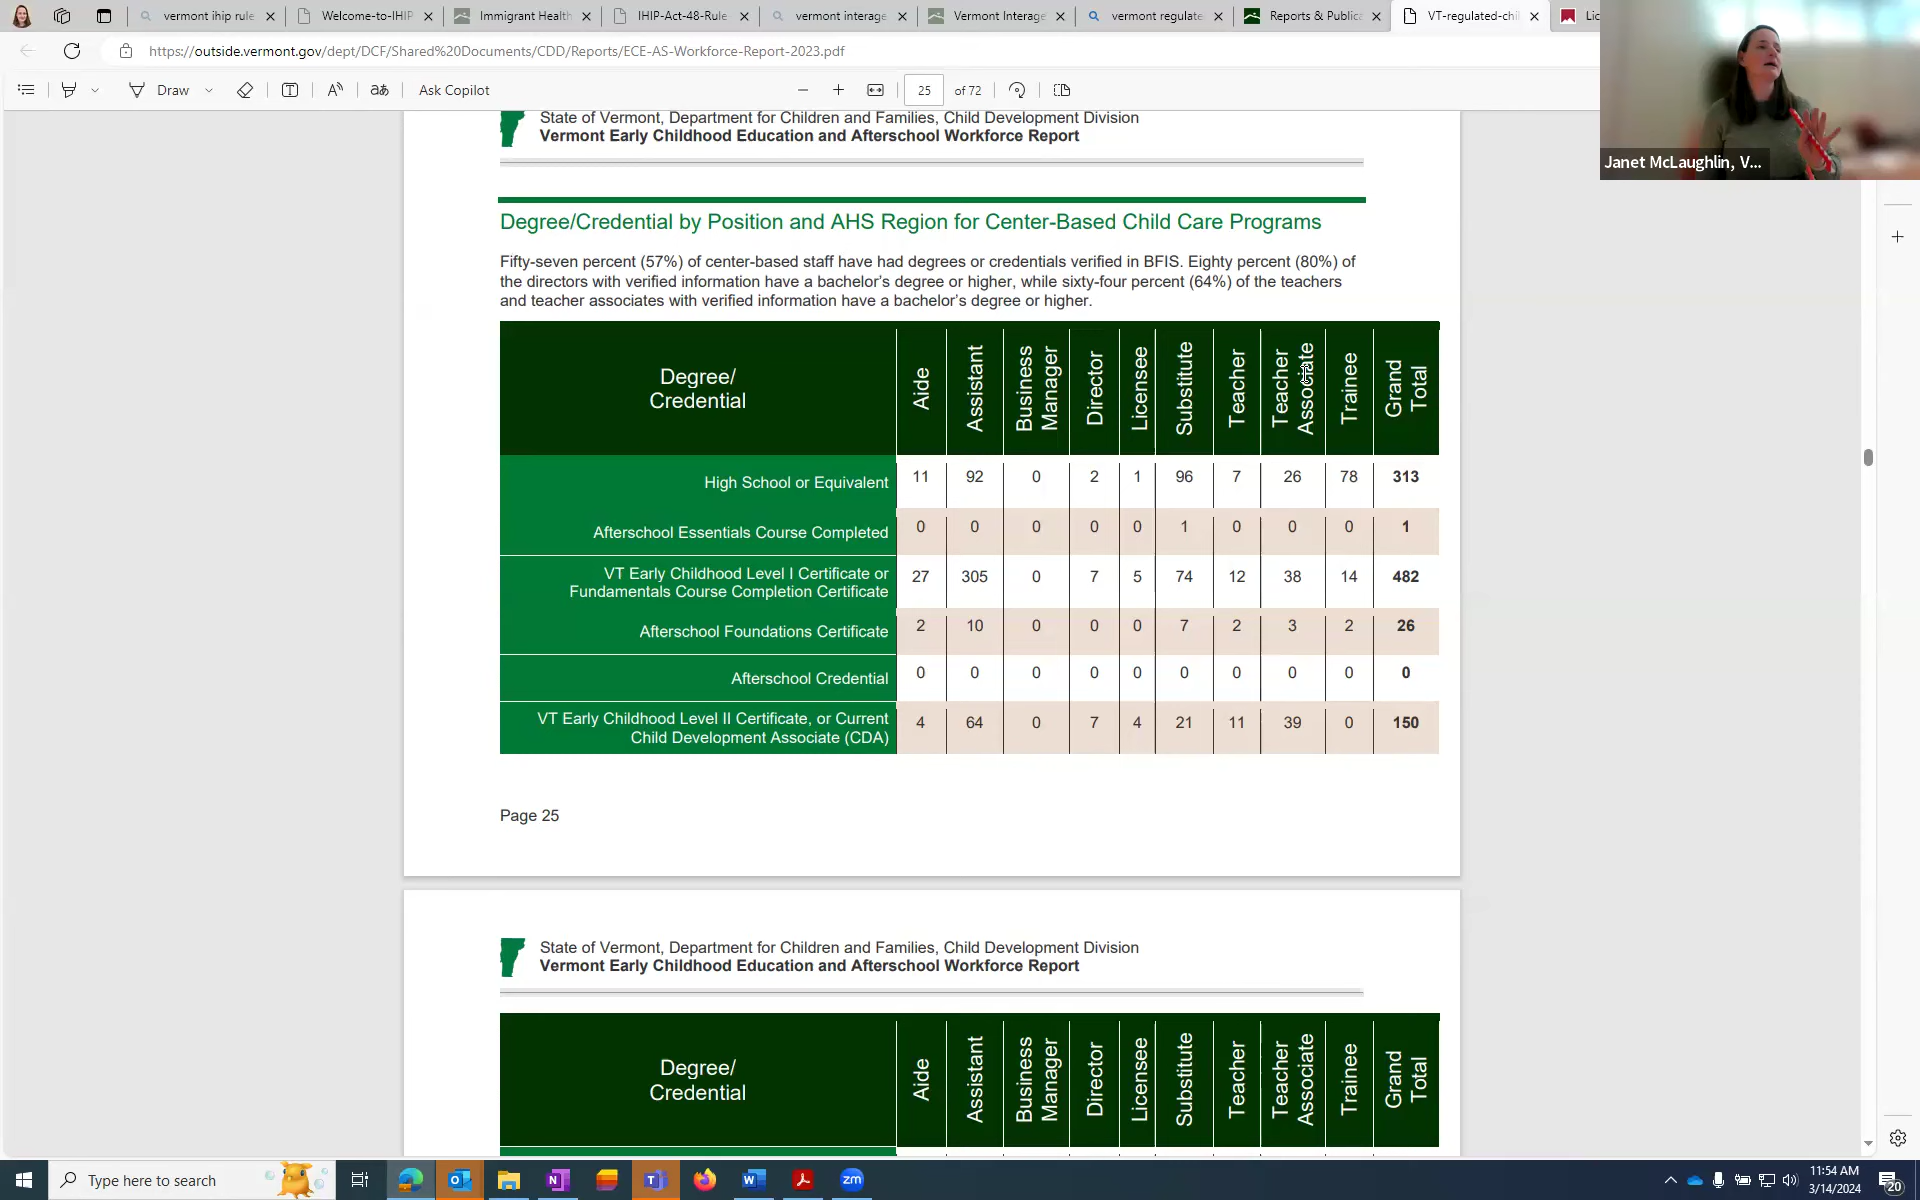 vermont ihip rule
Welcome-to-IHIP
Immigrant Health
IHIP-Act-48-Rule
vermont interage
Vermont Interage
vermont regulate
Reports & Publica
VT-regulated-chi
Lic
https://outside.vermont.gov/dept/DCF/Shared%20Documents/CDD/Reports/ECE-AS-Workforce-Report-2023.pdf
Draw
Ask Copilot
25 of 72
Janet McLaughlin, V...
State of Vermont, Department for Children and Families, Child Development Division
Vermont Early Childhood Education and Afterschool Workforce Report
Degree/Credential by Position and AHS Region for Center-Based Child Care Programs
Fifty-seven percent (57%) of center-based staff have had degrees or credentials verified in BFIS. Eighty percent (80%) of
the directors with verified information have a bachelor's degree or higher, while sixty-four percent (64%) of the teachers
and teacher associates with verified information have a bachelor's degree or higher.
Degree/
Credential
Aide
Assistant
Business
Manager
Director
Licensee
Substitute
Teacher
Teacher
Associate
Trainee
Grand
Total
High School or Equivalent 11 92 0 2 1 96 7 26 78 313
Afterschool Essentials Course Completed 0 0 0 0 0 1 0 0 0 1
VT Early Childhood Level I Certificate or
Fundamentals Course Completion Certificate 27 305 0 7 5 74 12 38 14 482
Afterschool Foundations Certificate 2 10 0 0 0 7 2 3 2 26
Afterschool Credential 0 0 0 0 0 0 0 0 0 0
VT Early Childhood Level II Certificate, or Current
Child Development Associate (CDA) 4 64 0 7 4 21 11 39 0 150
Page 25
State of Vermont, Department for Children and Families, Child Development Division
Vermont Early Childhood Education and Afterschool Workforce Report
Degree/
Credential
Aide
Assistant
Business
Manager
Director
Licensee
Substitute
Teacher
Teacher
Associate
Trainee
Grand
Total
Type here to search
zm
11:54 AM
3/14/2024
20